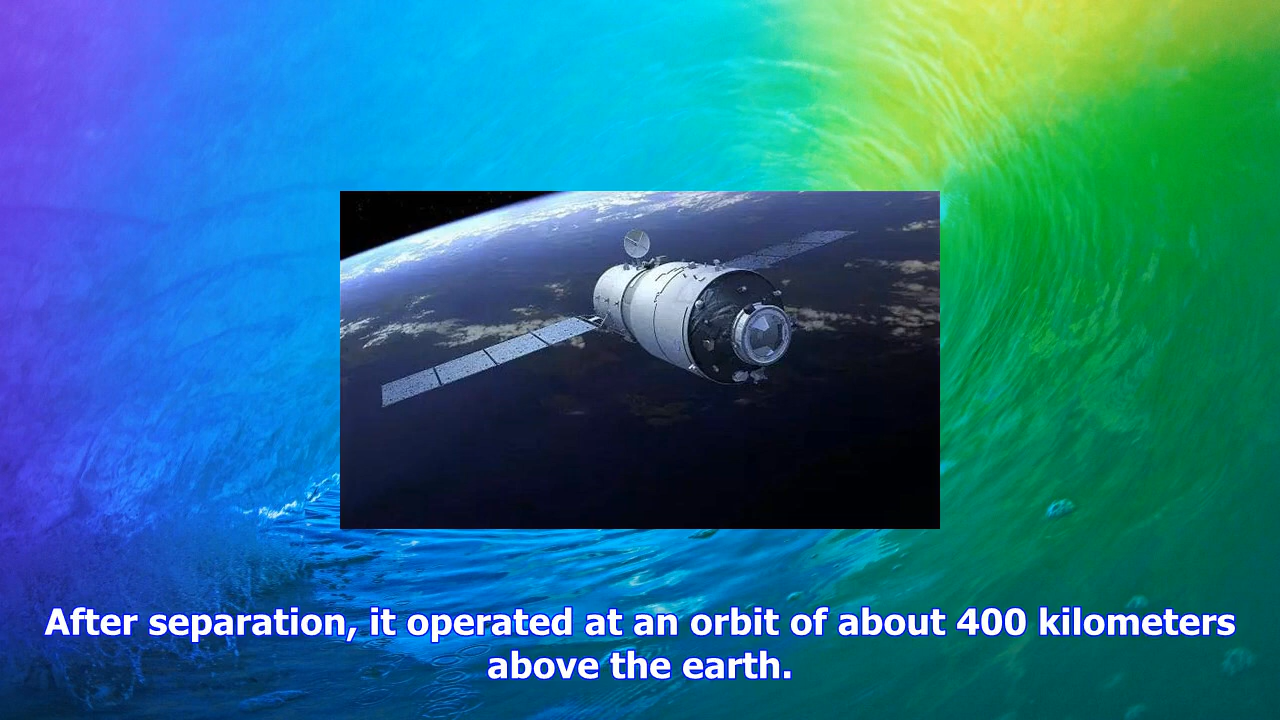 After separation, it operated at an orbit of about 400 kilometers
above the earth.